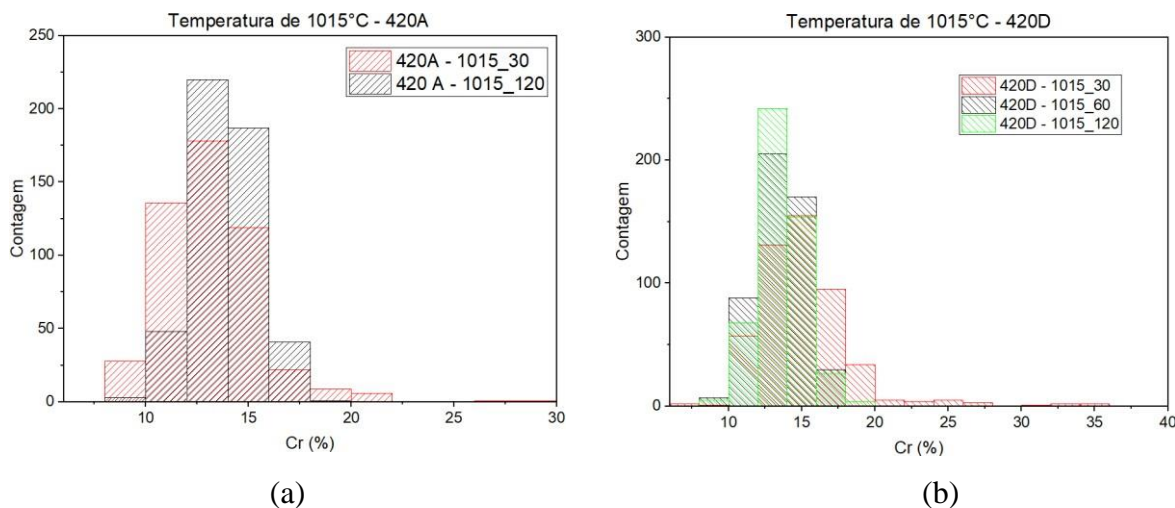 Temperatura de 1015°C - 420A
250
200
150
100
50
0
Contagem
10
15
20
25
30
Cr (%)
420A - 1015_30
420 A - 1015_120
(a)
Temperatura de 1015°C - 420D
300
200
100
0
Contagem
10
15
20
25
30
35
40
Cr (%)
420D - 1015_30
420D - 1015_60
420D - 1015_120
(b)